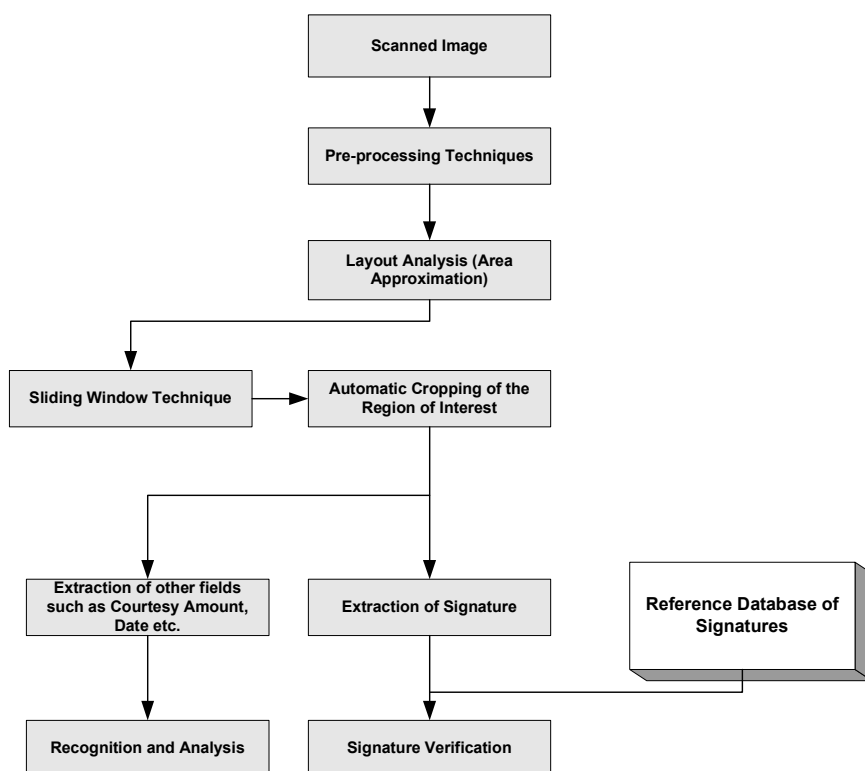 Scanned Image
Pre-processing Techniques
Layout Analysis (Area
Approximation)
Sliding Window Technique
Automatic Cropping of the
Region of Interest
Extraction of other fields
such as Courtesy Amount,
Date etc.
Extraction of Signature
Reference Database of
Signatures
Recognition and Analysis
Signature Verification